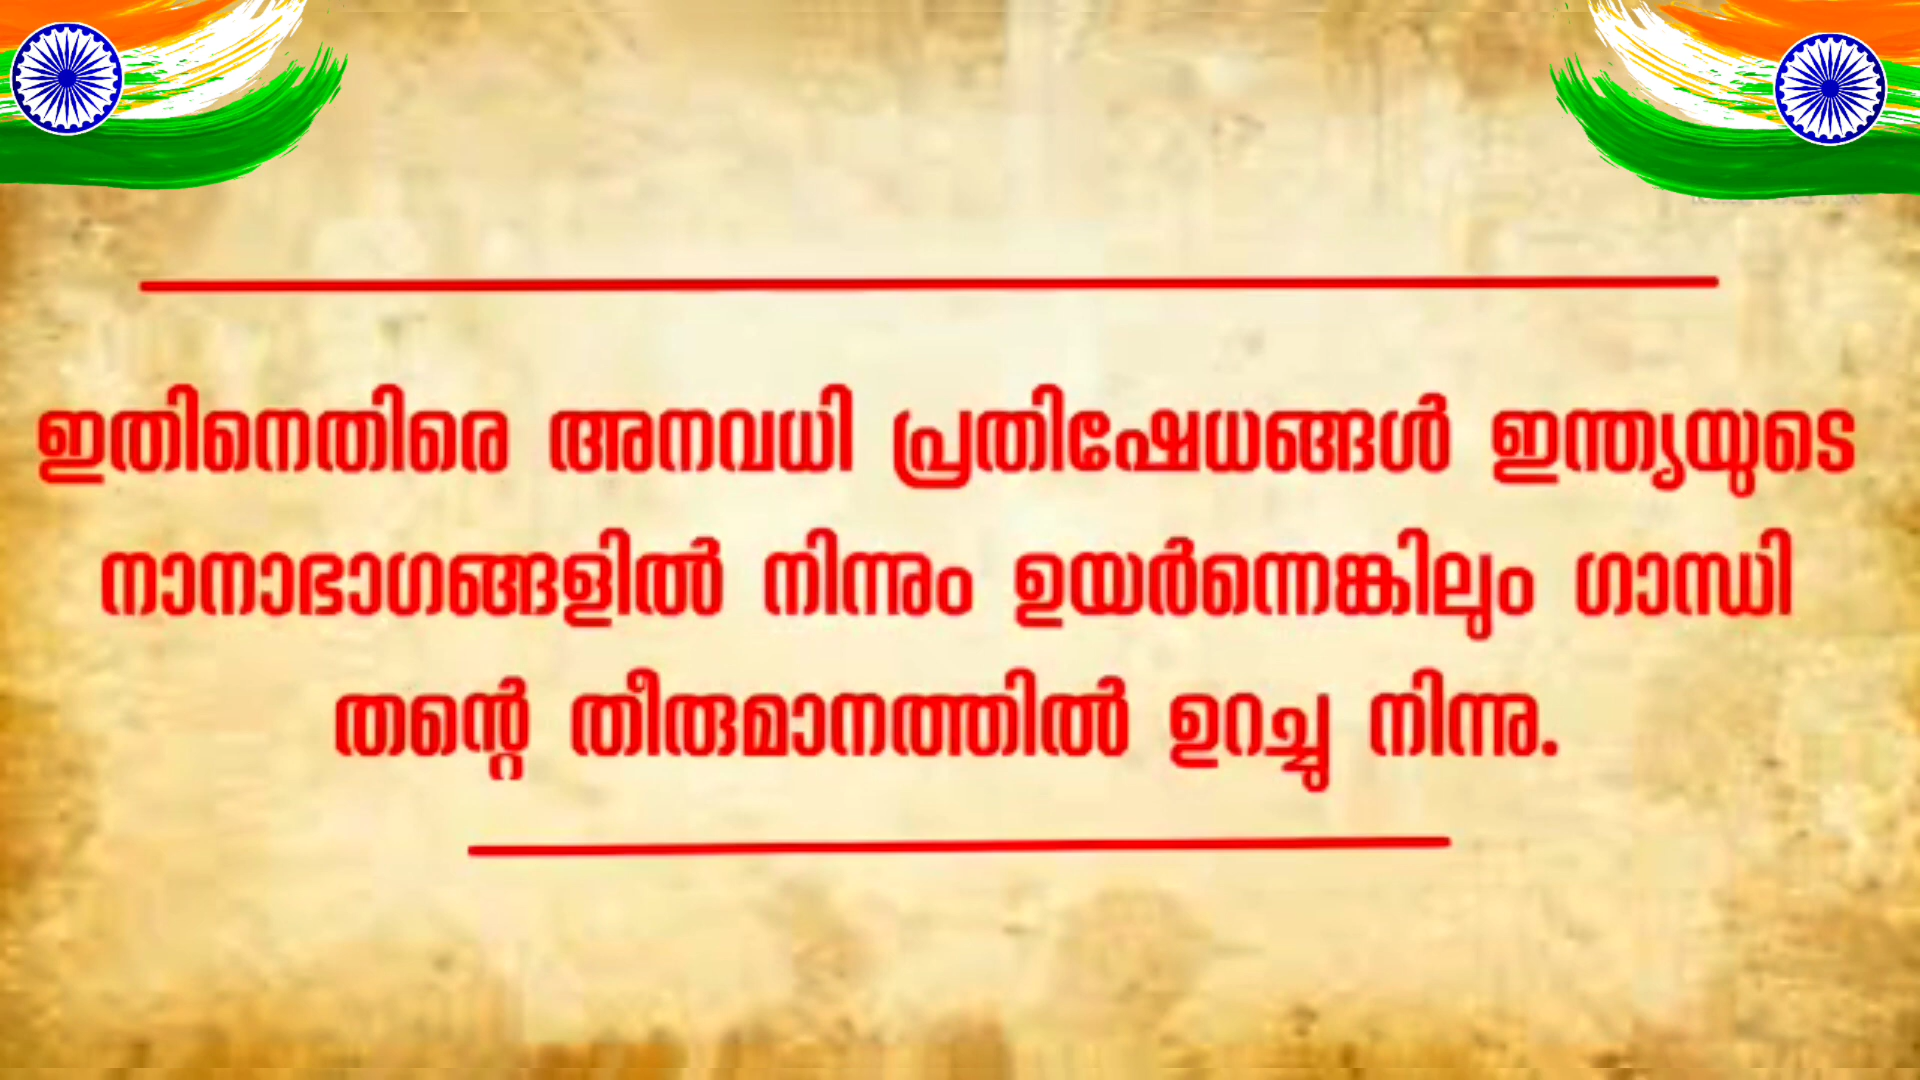 ഇതിനെതിരെ അനവധി പ്രതിഷേധങ്ങൾ ഇന്ത്യയുടെ
നാനാഭാഗങ്ങളിൽ നിന്നും ഉയർന്നെങ്കിലും ഗാന്ധി
തന്റെ തീരുമാനത്തിൽ ഉറച്ചു നിന്നു.